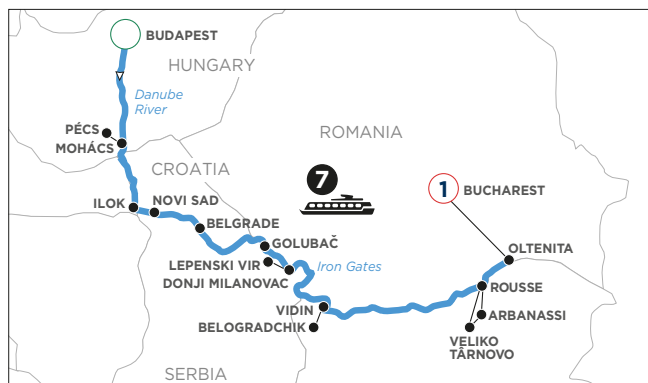 BUDAPEST
HUNGARY
Danube
River
ROMANIA
PÉCS
MOHÁCS
CROATIA
7
1
BUCHAREST
ILOK
NOVI SAD
BELGRADE
GOLUBAČ
OLTENITA
LEPENSKI VIR
Iron Gates
DONJI MILANOVAC
ROUSSE
VIDIN
ARBANASSI
BELOGRADCHIK
VELIKO
TÂRNOVO
SERBIA